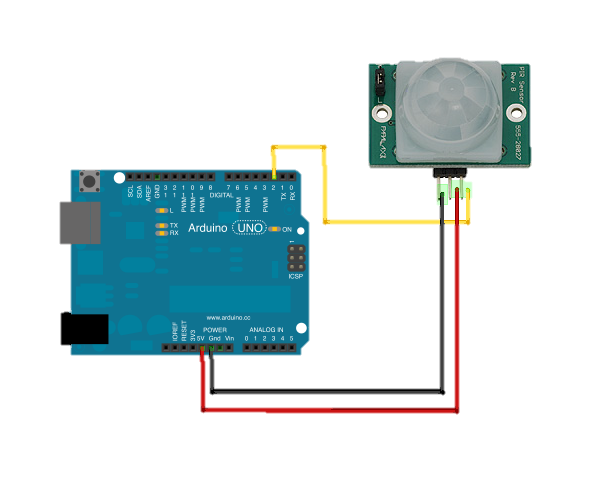 PIR Sensor
Rev B
555-28027
PARALLAX
SCL
SDA
AREF
GND
13
12
PWM 11
PWM 10
PWM 9
8
DIGITAL
7
PWM 6
PWM 5
4
PWM 3
2
TX 1
RX 0
L
TX
RX
Arduino UNO
ON
1
ICSP
www.arduino.cc
POWER
ANALOG IN
IOREF
RESET
3V3
5V
Gnd
Vin
0 1 2 3 4 5